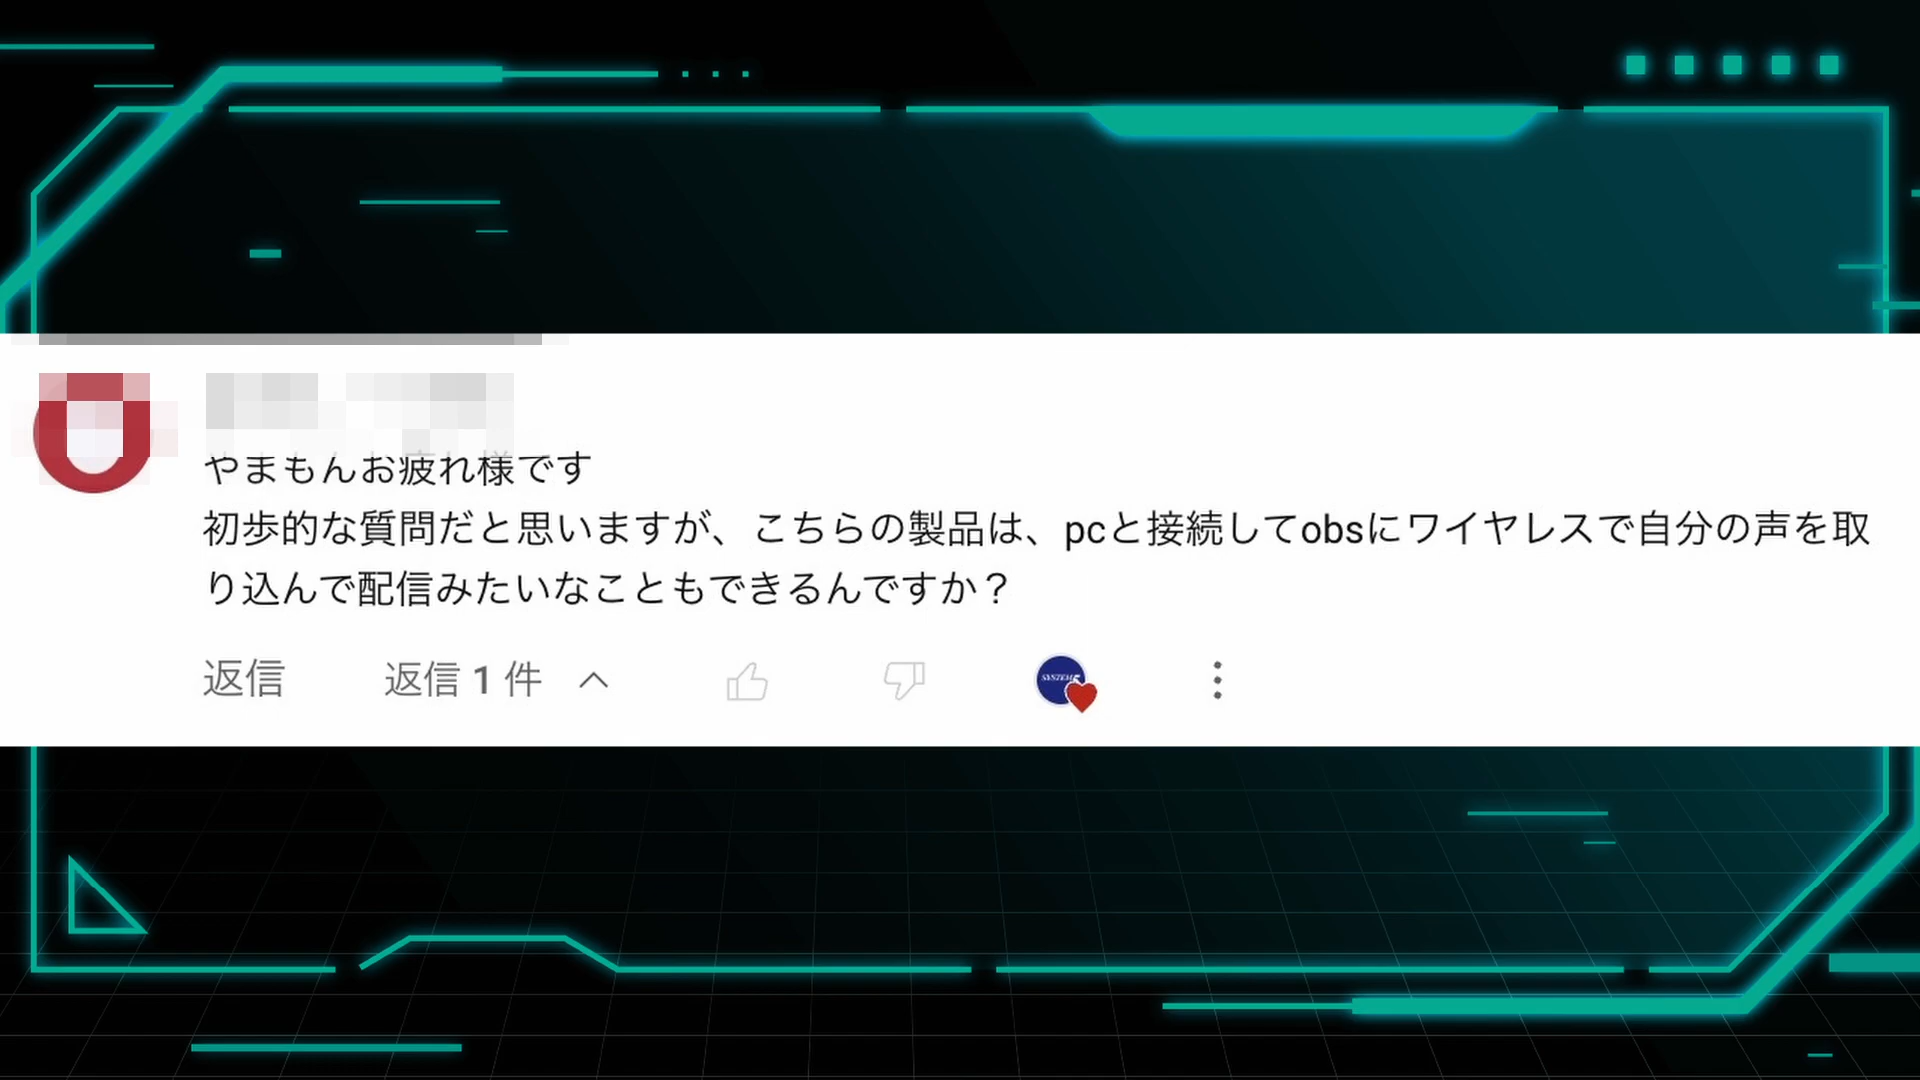 やまもんお疲れ様です
初歩的な質問だと思いますが、こちらの製品は、pcと接続してobsにワイヤレスで自分の声を取
り込んで配信みたいなこともできるんですか？
返信 返信 1 件
SYSTEM5